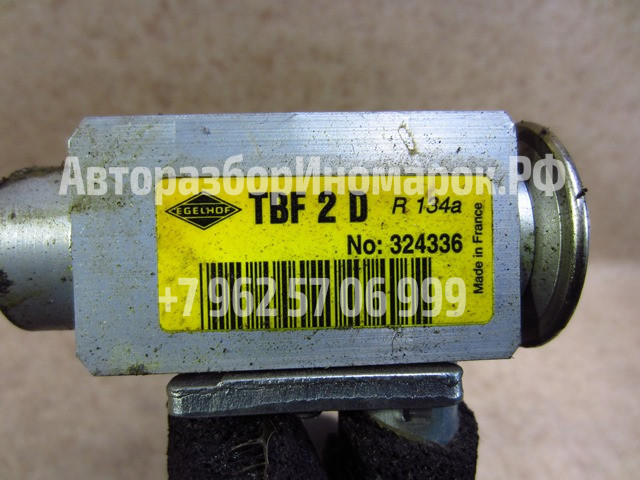 АвторазборИномарок.РФ
EGELHOF
TBF 2 D
R 134a
No: 324336
Made in France
+7 962 57 06 999